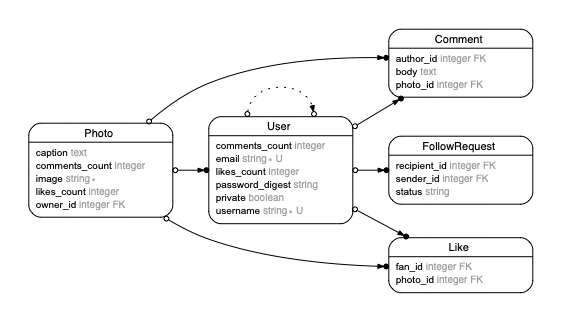 Comment
author_id integer FK
body text
photo_id integer FK
User
comments_count integer
email string∗ U
likes_count integer
password_digest string
private boolean
username string∗ U
Photo
caption text
comments_count integer
image string∗
likes_count integer
owner_id integer FK
FollowRequest
recipient_id integer FK
sender_id integer FK
status string
Like
fan_id integer FK
photo_id integer FK